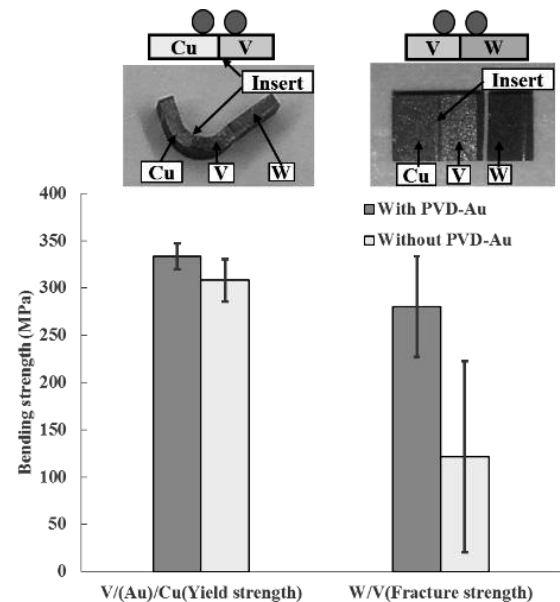 Cu V
V W
Insert
Insert
Cu V W
Cu V W
With PVD-Au
Without PVD-Au
Bending strength (MPa)
400
350
300
250
200
150
100
50
0
V/(Au)/Cu(Yield strength)
W/V(Fracture strength)